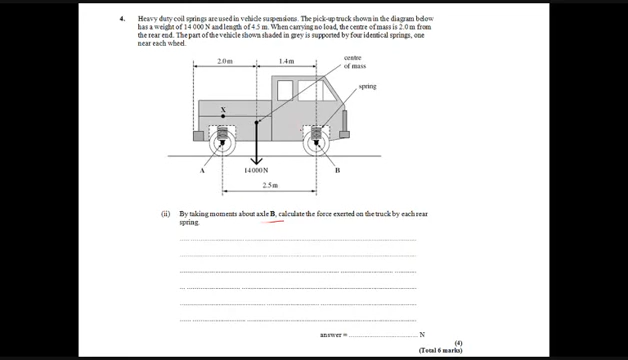 4. Heavy duty coil springs are used in vehicle suspensions. The pick-up truck shown in the diagram below
has a weight of 14 000 N and length of 4.5 m. When carrying no load, the centre of mass is 2.0 m from
the rear end. The part of the vehicle shown shaded in grey is supported by four identical springs, one
near each wheel.
2.0 m 1.4 m centre
of mass
spring
X
A 14000N B
2.5 m
(ii) By taking moments about axle B, calculate the force exerted on the truck by each rear
spring.
answer = ........................ N
(4)
(Total 6 marks)